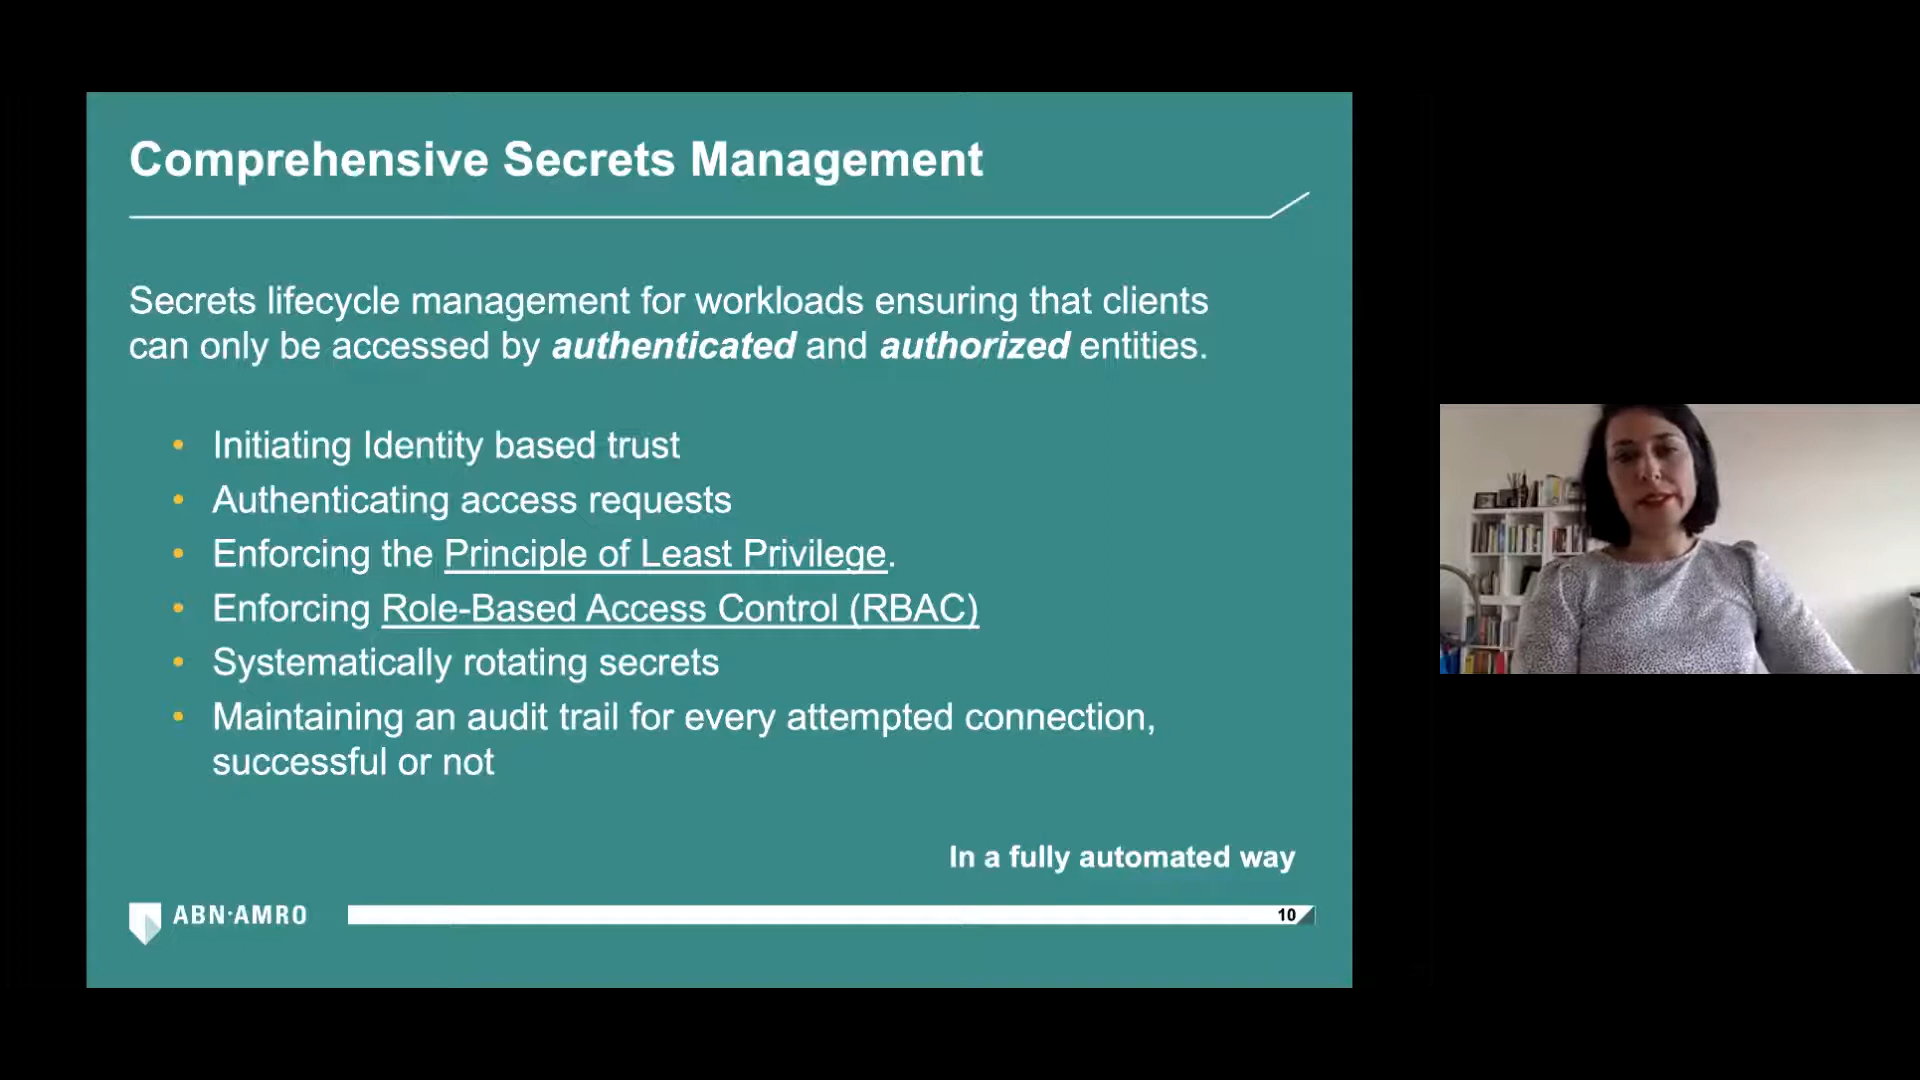 Comprehensive Secrets Management
Secrets lifecycle management for workloads ensuring that clients
can only be accessed by authenticated and authorized entities.
• Initiating Identity based trust
• Authenticating access requests
• Enforcing the Principle of Least Privilege.
• Enforcing Role-Based Access Control (RBAC)
• Systematically rotating secrets
• Maintaining an audit trail for every attempted connection,
successful or not
In a fully automated way
ABN·AMRO
10